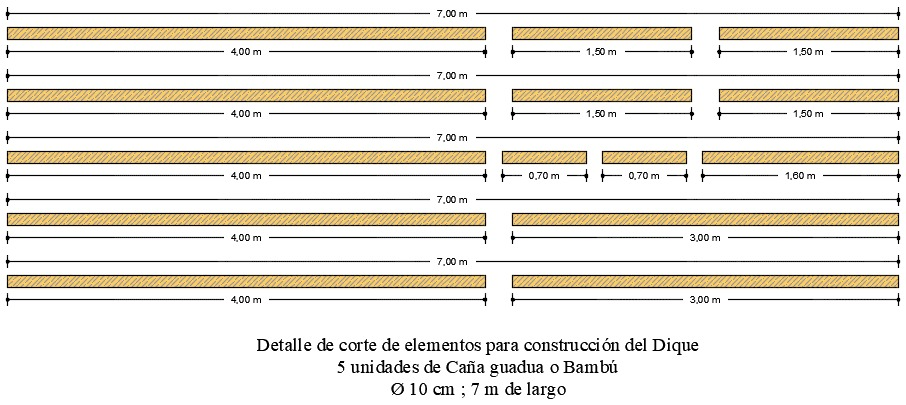 7,00 m
4,00 m 1,50 m 1,50 m
7,00 m
4,00 m 1,50 m 1,50 m
7,00 m
4,00 m 0,70 m 0,70 m 1,60 m
7,00 m
4,00 m 3,00 m
7,00 m
4,00 m 3,00 m
Detalle de corte de elementos para construcción del Dique
5 unidades de Caña guadua o Bambú
Ø 10 cm ; 7 m de largo